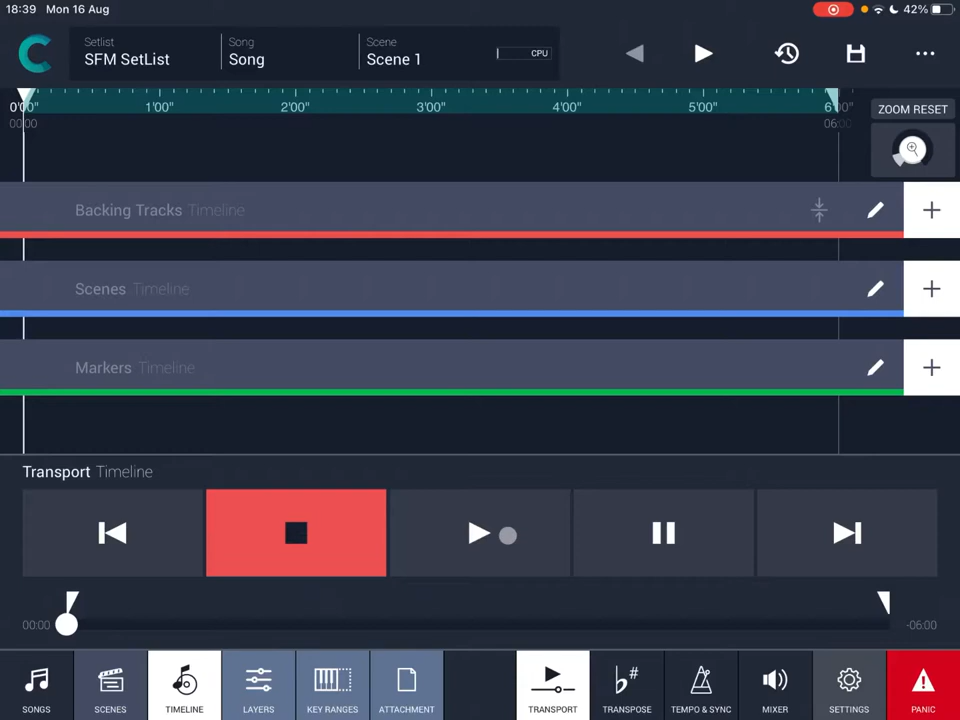 18:39 Mon 16 Aug
42%
Setlist
SFM SetList
Song
Song
Scene
Scene 1
CPU
0'00" 1'00" 2'00" 3'00" 4'00" 5'00" 6'00"
00:00 06:00
ZOOM RESET
Backing Tracks Timeline
Scenes Timeline
Markers Timeline
Transport Timeline
00:00 -06:00
SONGS SCENES TIMELINE LAYERS KEY RANGES ATTACHMENT TRANSPORT TRANSPOSE TEMPO & SYNC MIXER SETTINGS PANIC